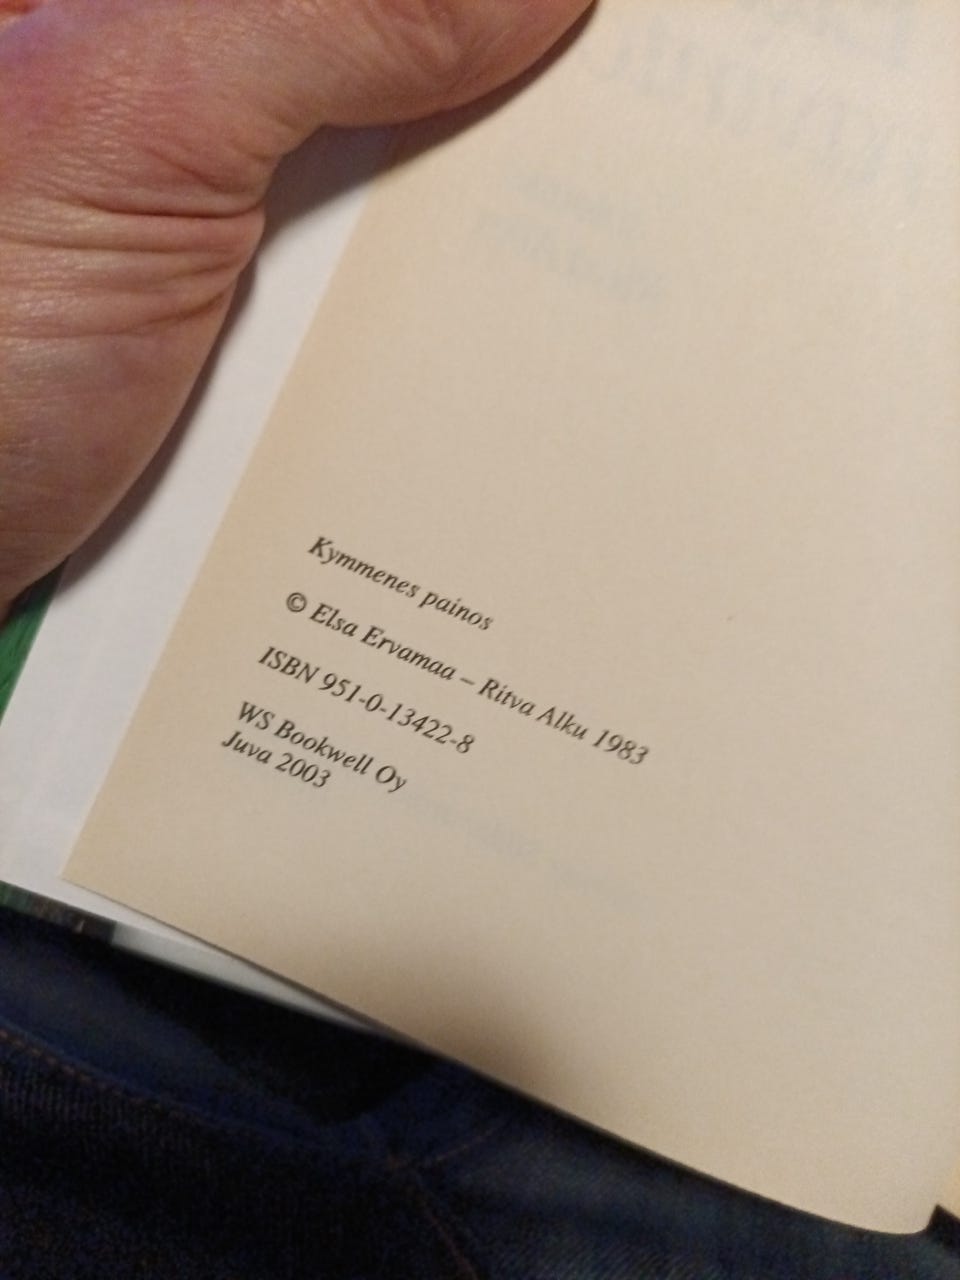 Kymmenes painos
© Elsa Ervamaa – Ritva Alku 1983
ISBN 951-0-13422-8
WS Bookwell Oy
Juva 2003